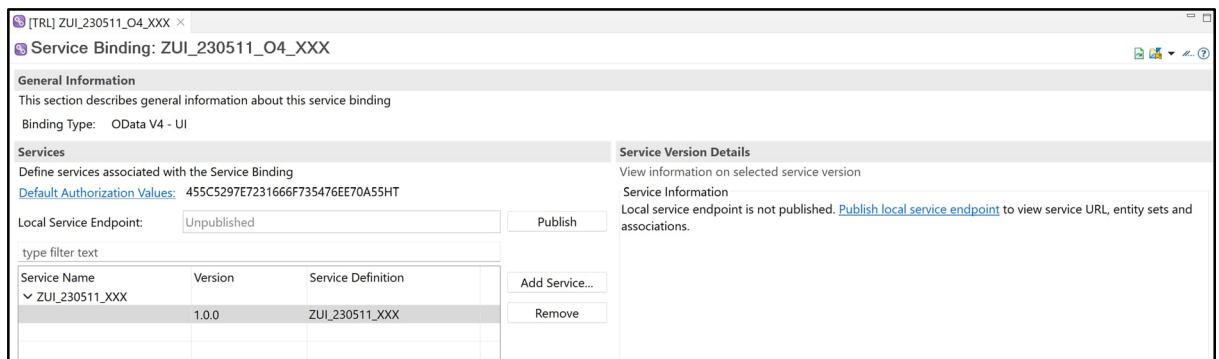 [TRL] ZUI_230511_O4_XXX
Service Binding: ZUI_230511_O4_XXX
General Information
This section describes general information about this service binding
Binding Type: OData V4 - UI
Services
Define services associated with the Service Binding
Default Authorization Values: 455C5297E7231666F735476EE70A55HT
Local Service Endpoint: Unpublished Publish
type filter text
Service Name Version Service Definition
Add Service...
ZUI_230511_XXX
1.0.0 ZUI_230511_XXX
Remove
Service Version Details
View information on selected service version
Service Information
Local service endpoint is not published. Publish local service endpoint to view service URL, entity sets and
associations.